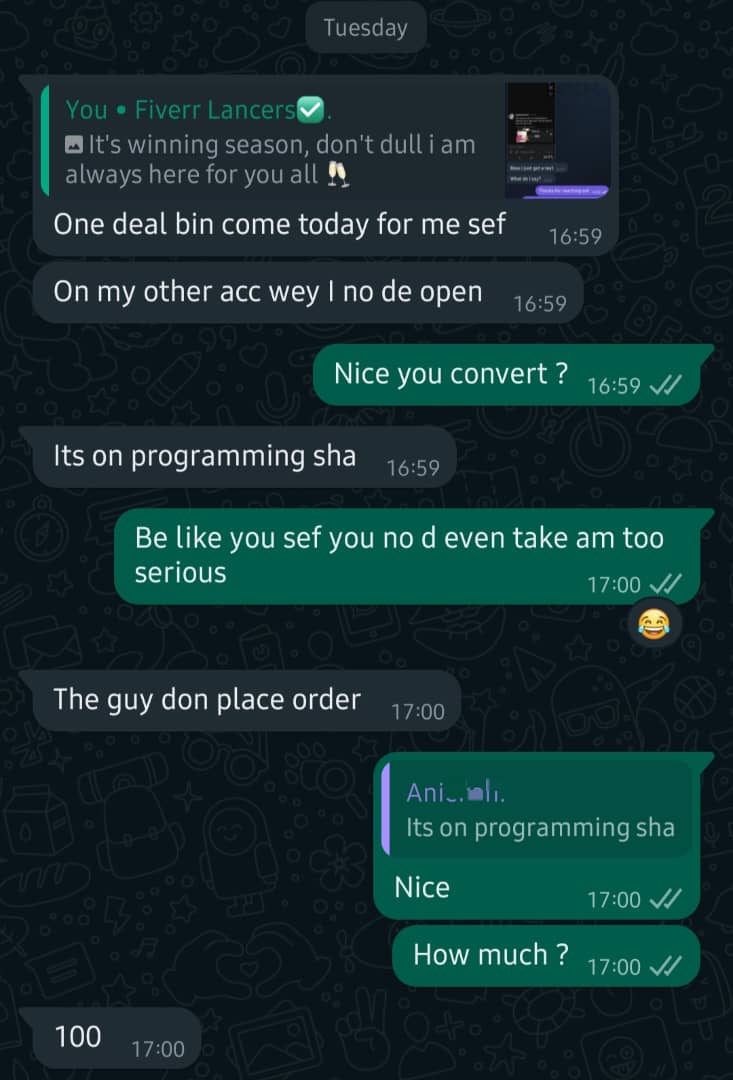 Tuesday
You • Fiverr Lancers✅.
It's winning season, don't dull i am
always here for you all 🥂
One deal bin come today for me sef
16:59
On my other acc wey I no de open
16:59
Nice you convert ?
16:59
Its on programming sha
16:59
Be like you sef you no d even take am too
serious
17:00
😂
The guy don place order
17:00
Its on programming sha
Nice
17:00
How much ?
17:00
100
17:00